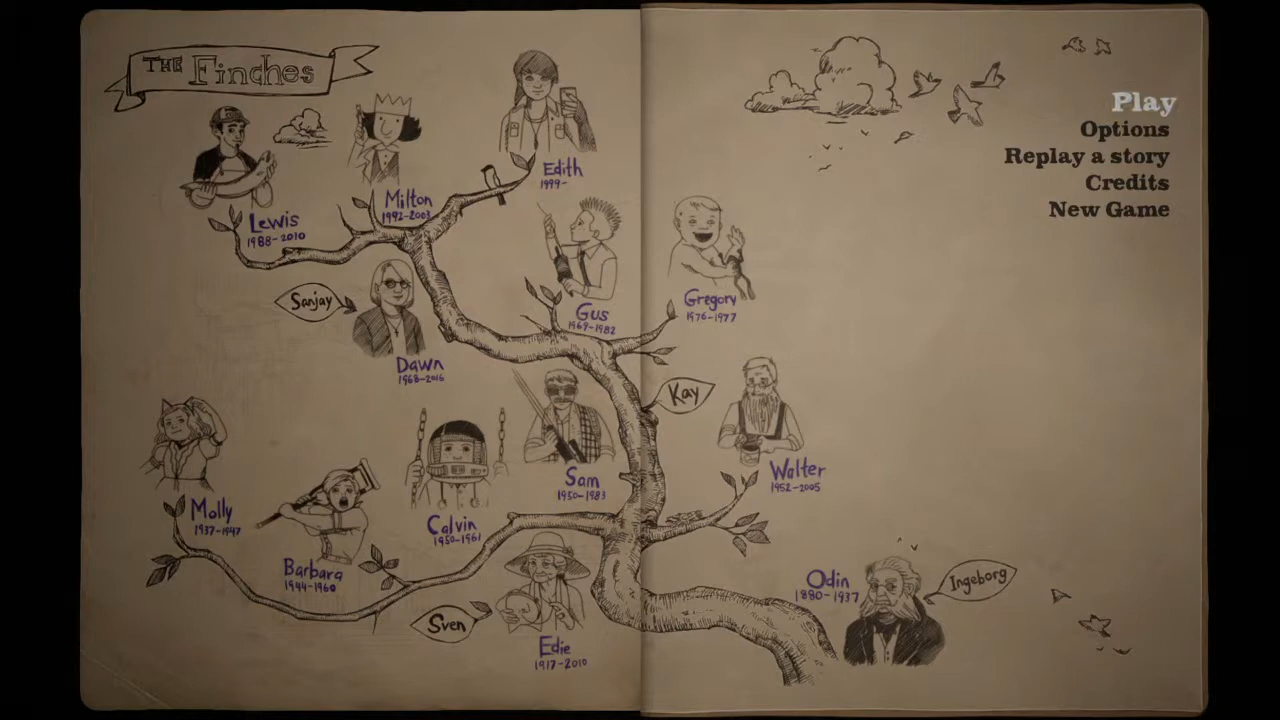 THE Finches
Play
Options
Replay a story
Credits
New Game
Edith
1999-
Milton
1992-2003
Lewis
1988-2010
Sanjay
Gus
1969-1982
Gregory
1976-1977
Dawn
1968-2016
Kay
Sam
1950-1983
Walter
1952-2005
Molly
1937-1947
Calvin
1950-1961
Barbara
1944-1960
Odin
1880-1937
Ingeborg
Sven
Edie
1917-2010